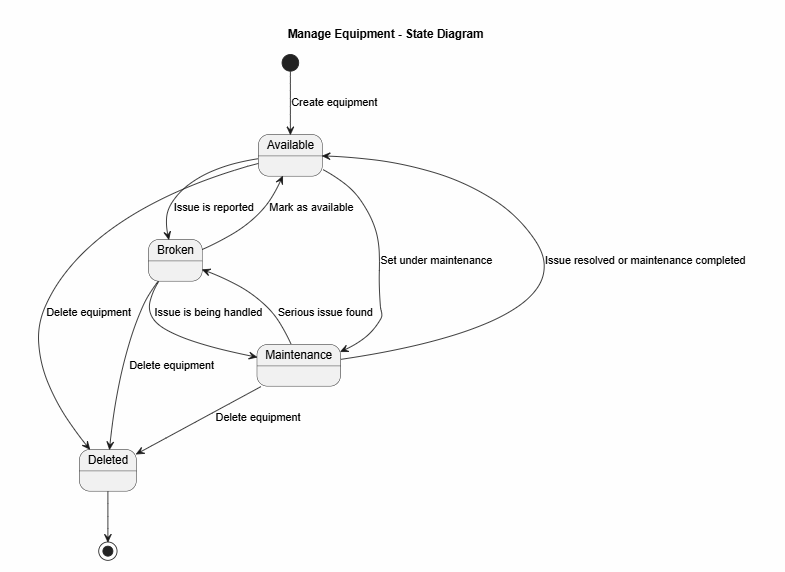 Manage Equipment - State Diagram
Create equipment
Available
Issue is reported
Mark as available
Broken
Set under maintenance
Issue resolved or maintenance completed
Delete equipment
Issue is being handled
Serious issue found
Maintenance
Delete equipment
Delete equipment
Deleted